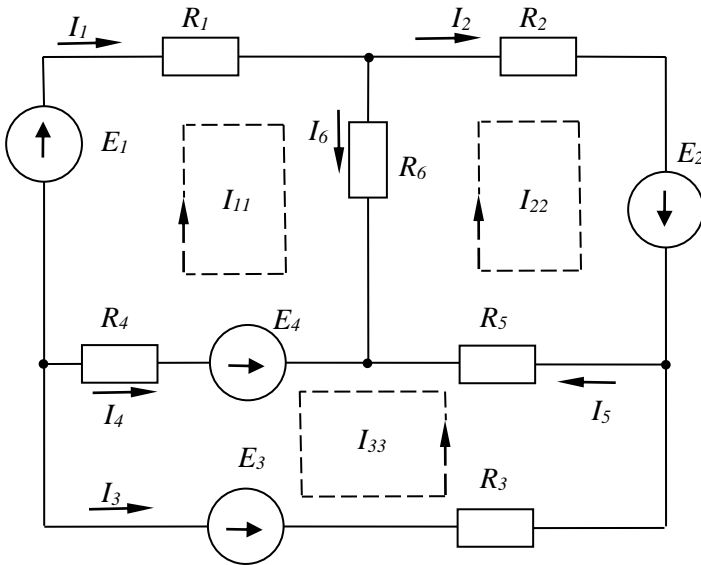 I1 R1 I2 R2
E1 I6 R6 E2
I11 I22
R4 E4 R5
I4 I33 I5
I3 E3 R3